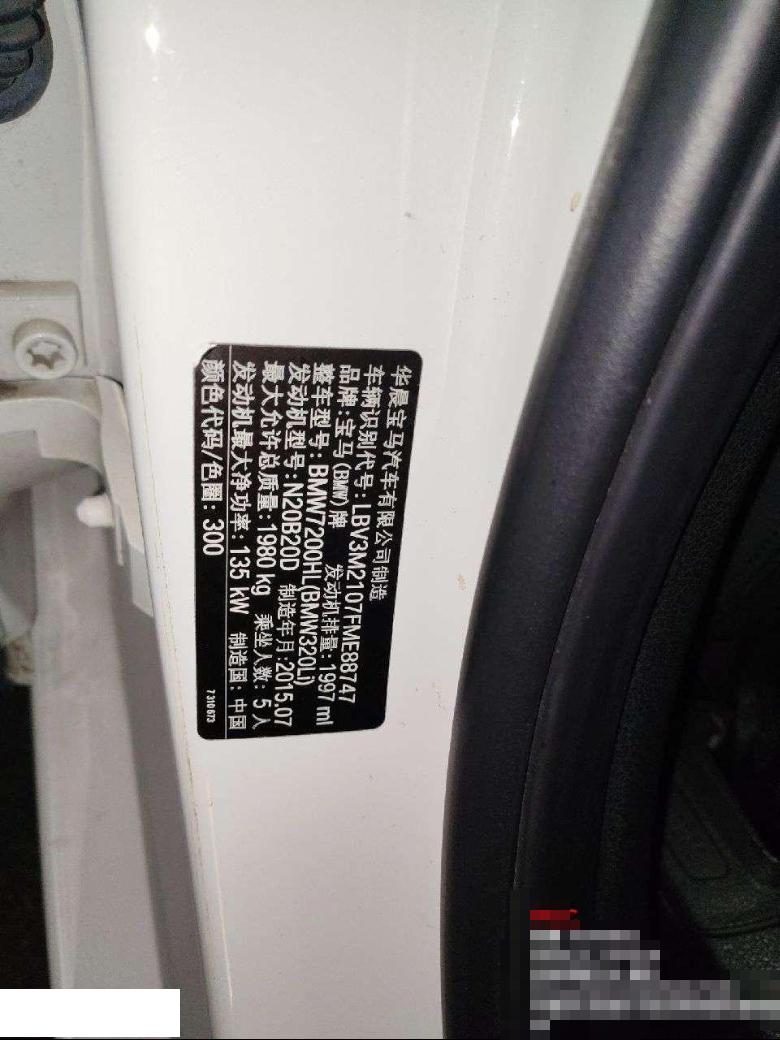 华晨宝马汽车有限公司制造
车辆识别代号:LBV3M2107FME88747
品牌:宝马(BMW)牌 发动机排量:1997 ml
整车型号:BMW7200HL(BMW320Li)
发动机型号:N20B20D 制造年月:2015.07
最大允许总质量:1980 kg 乘坐人数:5人
发动机最大净功率:135 kW 制造国:中国
颜色代码/色圈:300 7 310 673